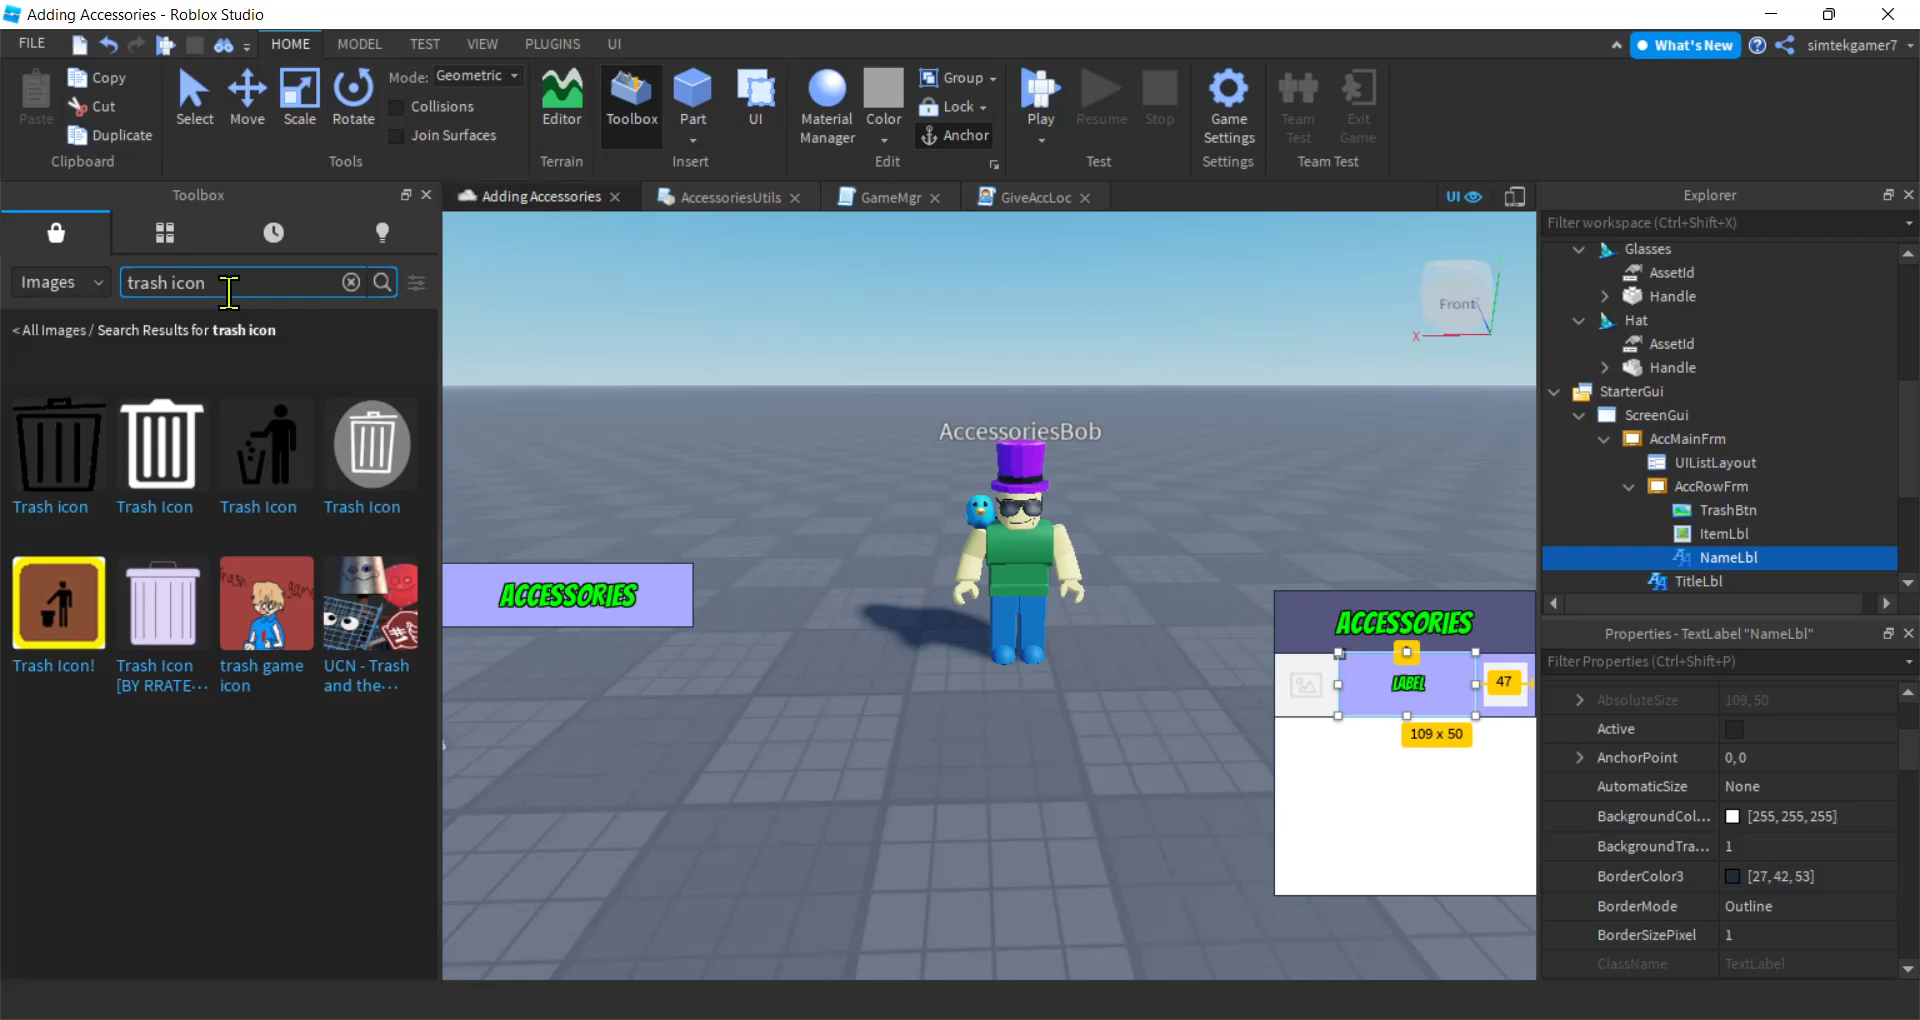 Adding Accessories - Roblox Studio
FILE HOME MODEL TEST VIEW PLUGINS UI What's New simtekgamer7
Paste Copy Cut Duplicate
Clipboard
Select Move Scale Rotate Mode: Geometric Collisions Join Surfaces
Tools
Editor
Terrain
Toolbox Part UI
Insert
Material Manager Color Group Lock Anchor
Edit
Play Resume Stop
Test
Game Settings
Settings
Team Test Exit Game
Team Test
Toolbox
Images trash icon
< All Images / Search Results for trash icon
Trash icon Trash Icon Trash Icon Trash Icon
Trash Icon! Trash Icon trash game UCN - Trash
[BY RRATE··· icon and the···
Adding Accessories AccessoriesUtils GameMgr GiveAccLoc UI
Front
X
AccessoriesBob
ACCESSORIES
ACCESSORIES
LABEL
47
109 x 50
Explorer
Filter workspace (Ctrl+Shift+X)
Glasses
AssetId
Handle
Hat
AssetId
Handle
StarterGui
ScreenGui
AccMainFrm
UIListLayout
AccRowFrm
TrashBtn
ItemLbl
NameLbl
TitleLbl
Properties - TextLabel "NameLbl"
Filter Properties (Ctrl+Shift+P)
AbsoluteSize 109, 50
Active
AnchorPoint 0, 0
AutomaticSize None
BackgroundCol... [255, 255, 255]
BackgroundTra... 1
BorderColor3 [27, 42, 53]
BorderMode Outline
BorderSizePixel 1
ClassName TextLabel